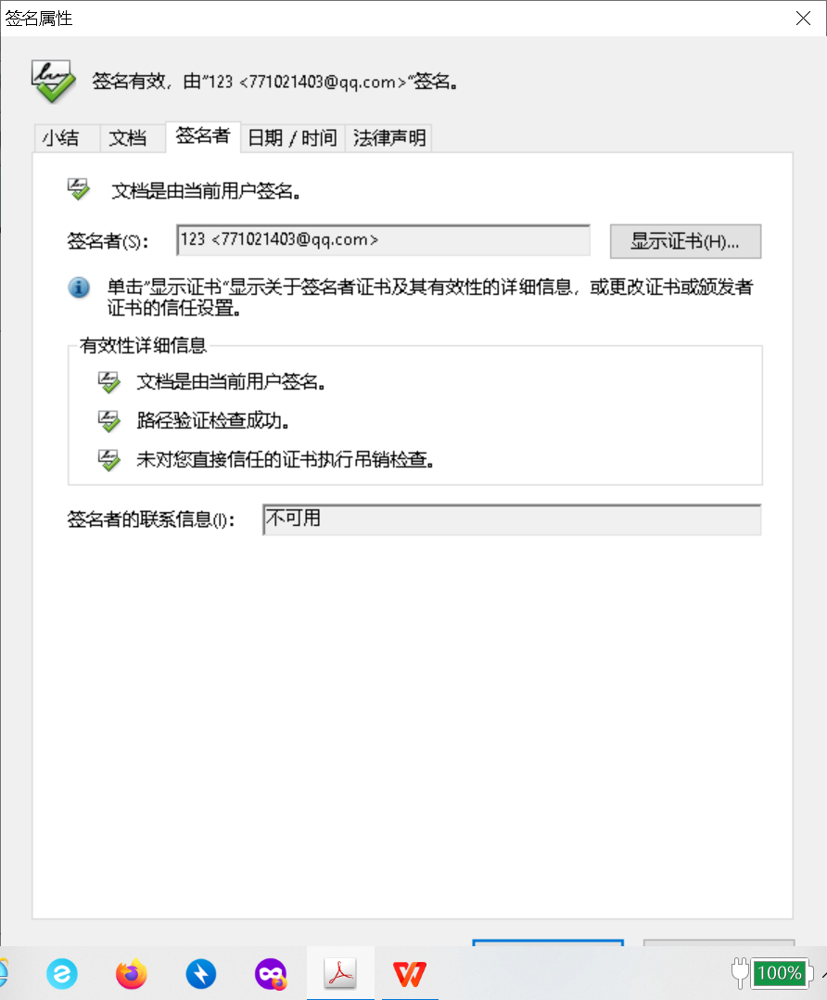 签名属性
签名有效，由"123 <771021403@qq.com>"签名。
小结 文档 签名者 日期 / 时间 法律声明
文档是由当前用户签名。
签名者(S)： 123 <771021403@qq.com> 显示证书(H)...
单击"显示证书"显示关于签名者证书及其有效性的详细信息，或更改证书或颁发者
证书的信任设置。
有效性详细信息
文档是由当前用户签名。
路径验证检查成功。
未对您直接信任的证书执行吊销检查。
签名者的联系信息(I)： 不可用
100%